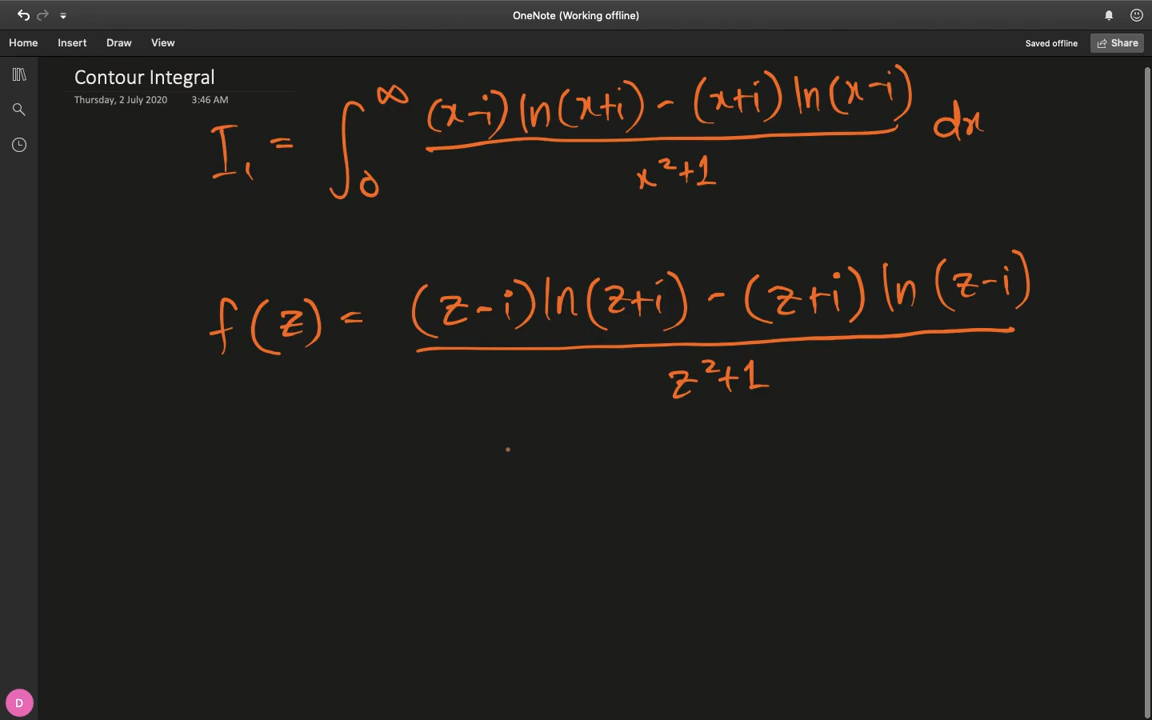 OneNote (Working offline)
Home Insert Draw View
Saved offline Share
Contour Integral
Thursday, 2 July 2020 3:46 AM
I₁ = ∫₀^∞ ((x-i) ln(x+i) - (x+i) ln(x-i)) / (x²+1) dx
f(z) = ((z-i) ln(z+i) - (z+i) ln(z-i)) / (z²+1)
D